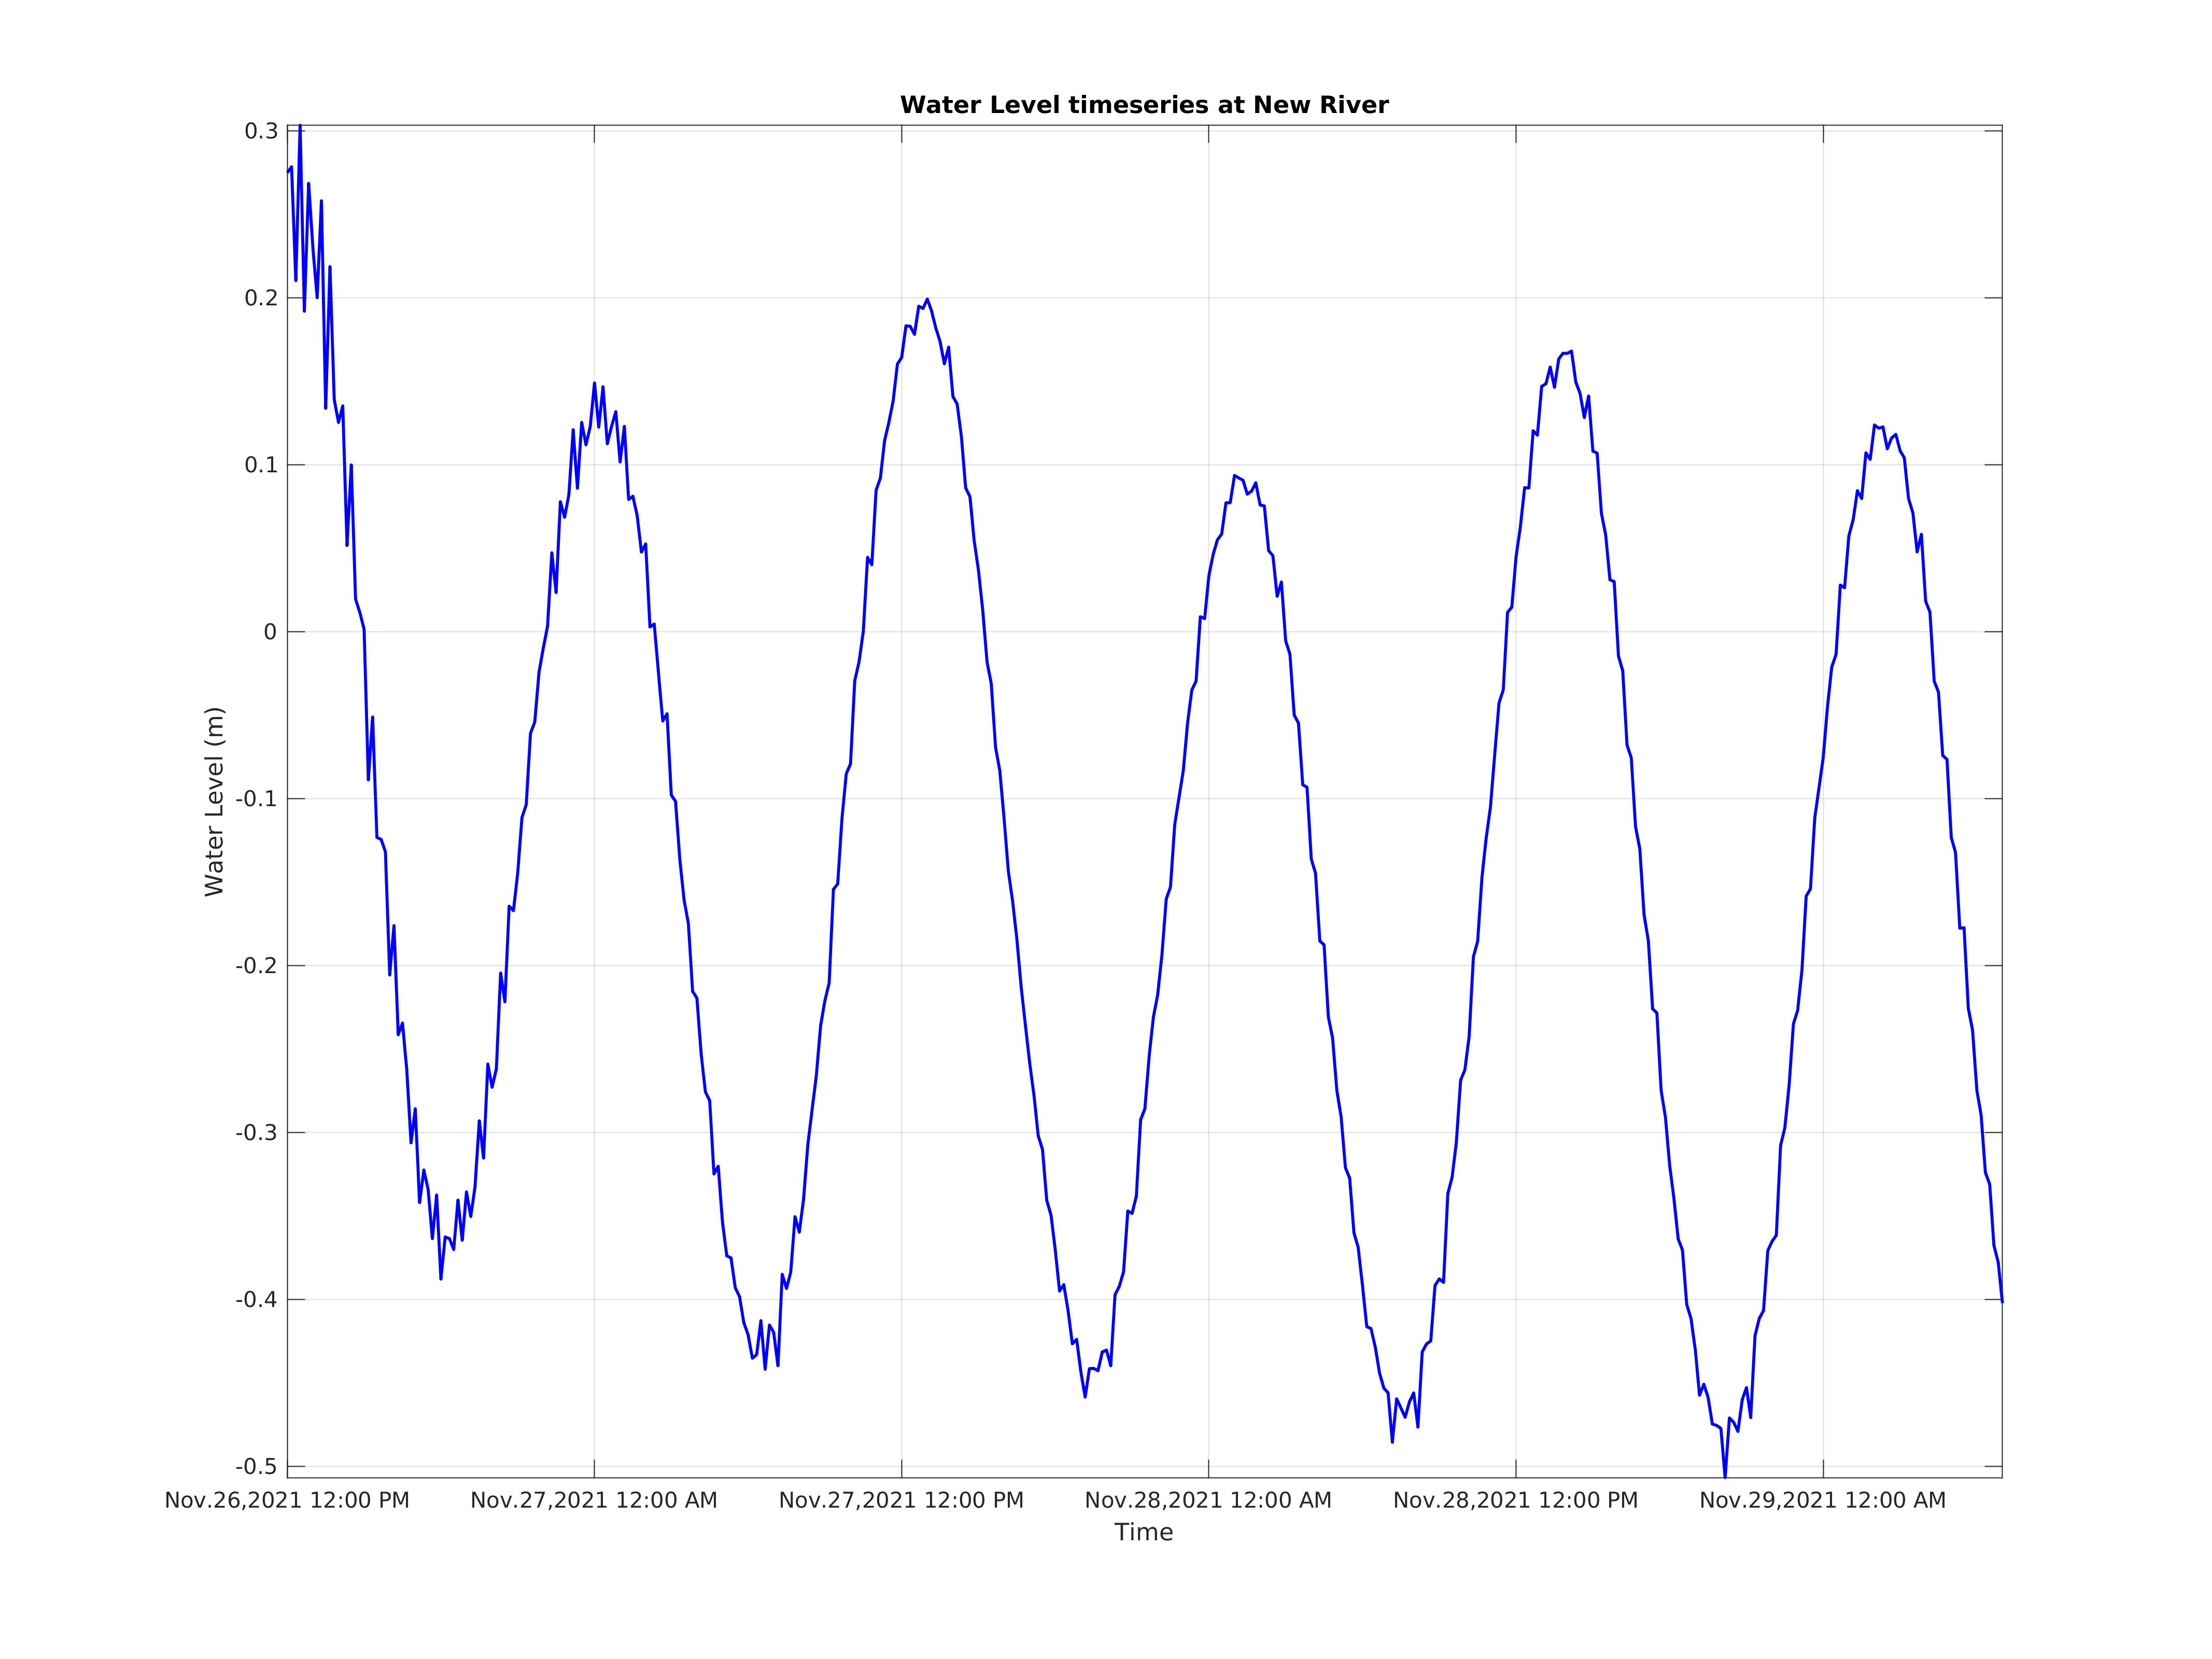 Water Level timeseries at New River
0.3
0.2
0.1
0
-0.1
-0.2
-0.3
-0.4
-0.5
Water Level (m)
Nov.26,2021 12:00 PM Nov.27,2021 12:00 AM Nov.27,2021 12:00 PM Nov.28,2021 12:00 AM Nov.28,2021 12:00 PM Nov.29,2021 12:00 AM
Time